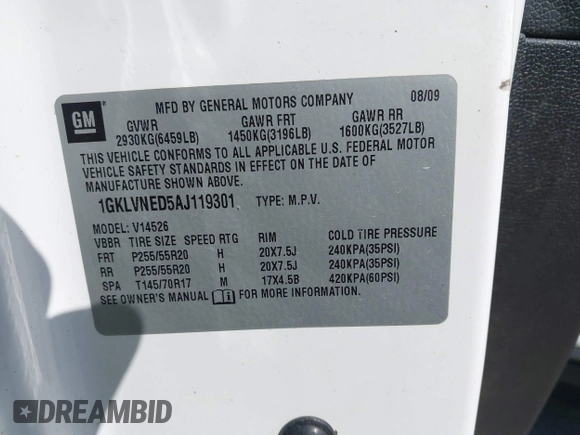 GM
MFD BY GENERAL MOTORS COMPANY 08/09
GVWR GAWR FRT GAWR RR
2930KG(6459LB) 1450KG(3196LB) 1600KG(3527LB)
THIS VEHICLE CONFORMS TO ALL APPLICABLE U.S. FEDERAL MOTOR
VEHICLE SAFETY STANDARDS IN EFFECT ON THE DATE OF
MANUFACTURE SHOWN ABOVE.
1GKLVNED5AJ119301 TYPE: M.P.V.
MODEL: V14526
VBBR TIRE SIZE SPEED RTG RIM COLD TIRE PRESSURE
FRT P255/55R20 H 20X7.5J 240KPA(35PSI)
RR P255/55R20 H 20X7.5J 240KPA(35PSI)
SPA T145/70R17 M 17X4.5B 420KPA(60PSI)
SEE OWNER'S MANUAL FOR MORE INFORMATION.
DREAMBID